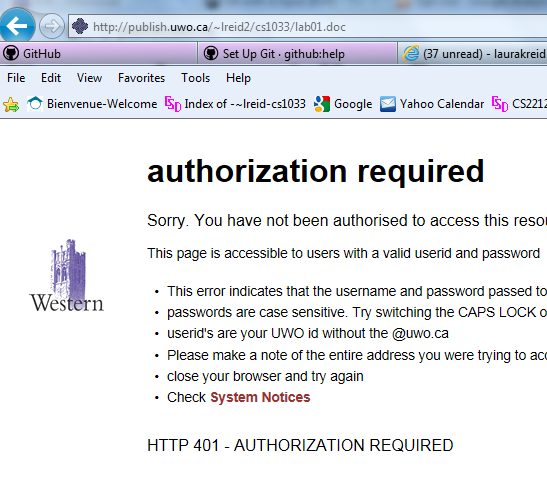 http://publish.uwo.ca/~lreid2/cs1033/lab01.doc
GitHub Set Up Git · github:help (37 unread) - laurakreid
File Edit View Favorites Tools Help
Bienvenue-Welcome Index of -~lreid-cs1033 Google Yahoo Calendar CS2212
authorization required
Sorry. You have not been authorised to access this reso
This page is accessible to users with a valid userid and password
Western
• This error indicates that the username and password passed to
• passwords are case sensitive. Try switching the CAPS LOCK o
• userid's are your UWO id without the @uwo.ca
• Please make a note of the entire address you were trying to acc
• close your browser and try again
• Check System Notices
HTTP 401 - AUTHORIZATION REQUIRED